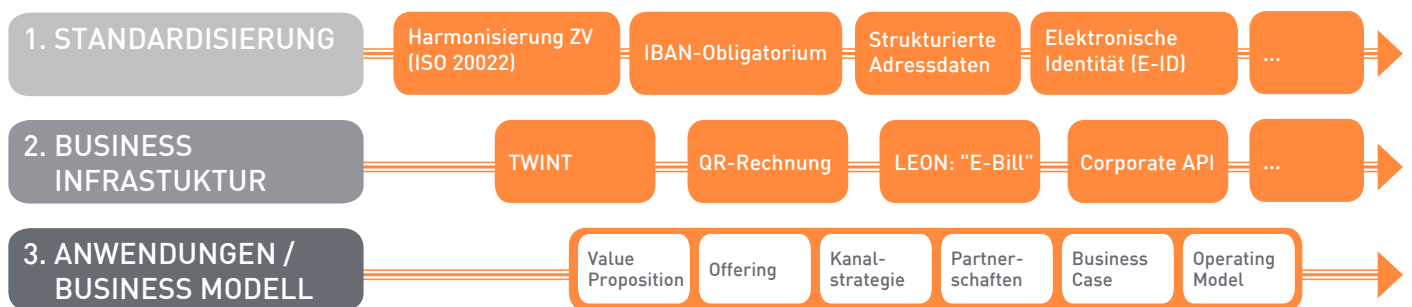 1. STANDARDISIERUNG
Harmonisierung ZV
(ISO 20022)
IBAN-Obligatorium
Strukturierte
Adressdaten
Elektronische
Identität (E-ID)
...
2. BUSINESS
INFRASTUKTUR
TWINT
QR-Rechnung
LEON: "E-Bill"
Corporate API
...
3. ANWENDUNGEN /
BUSINESS MODELL
Value
Proposition
Offering
Kanal-
strategie
Partner-
schaften
Business
Case
Operating
Model